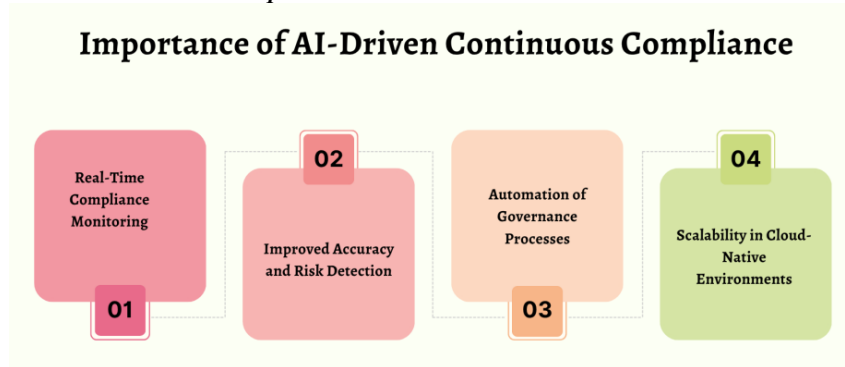 Importance of AI-Driven Continuous Compliance
Real-Time
Compliance
Monitoring
01
02
Improved Accuracy
and Risk Detection
Automation of
Governance
Processes
03
04
Scalability in Cloud-
Native
Environments